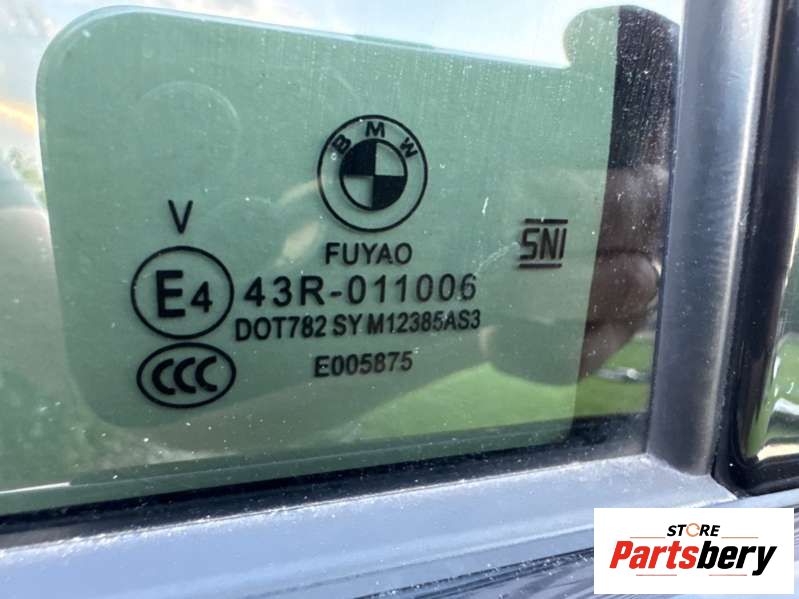 BMW
V
FUYAO
SNI
E4 43R-011006
DOT782 SY M12385AS3
CCC
E005875
STORE
Partsbery